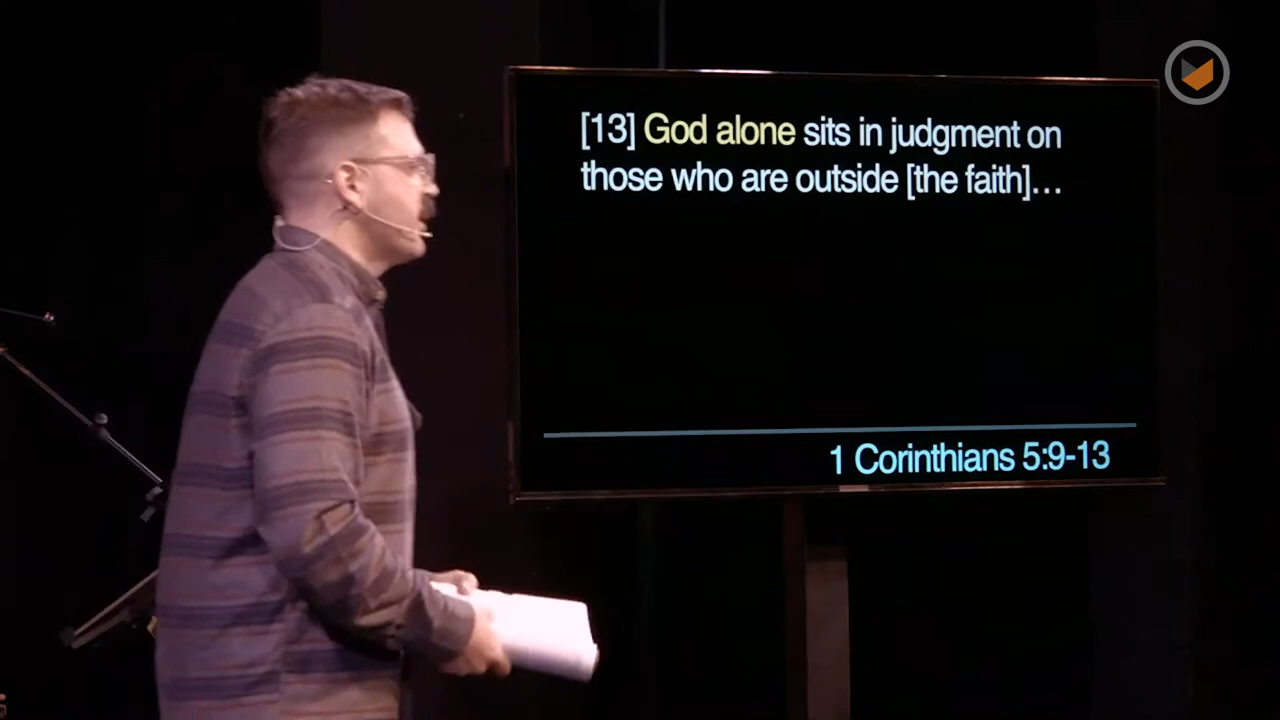 [13] God alone sits in judgment on
those who are outside [the faith]…
1 Corinthians 5:9-13